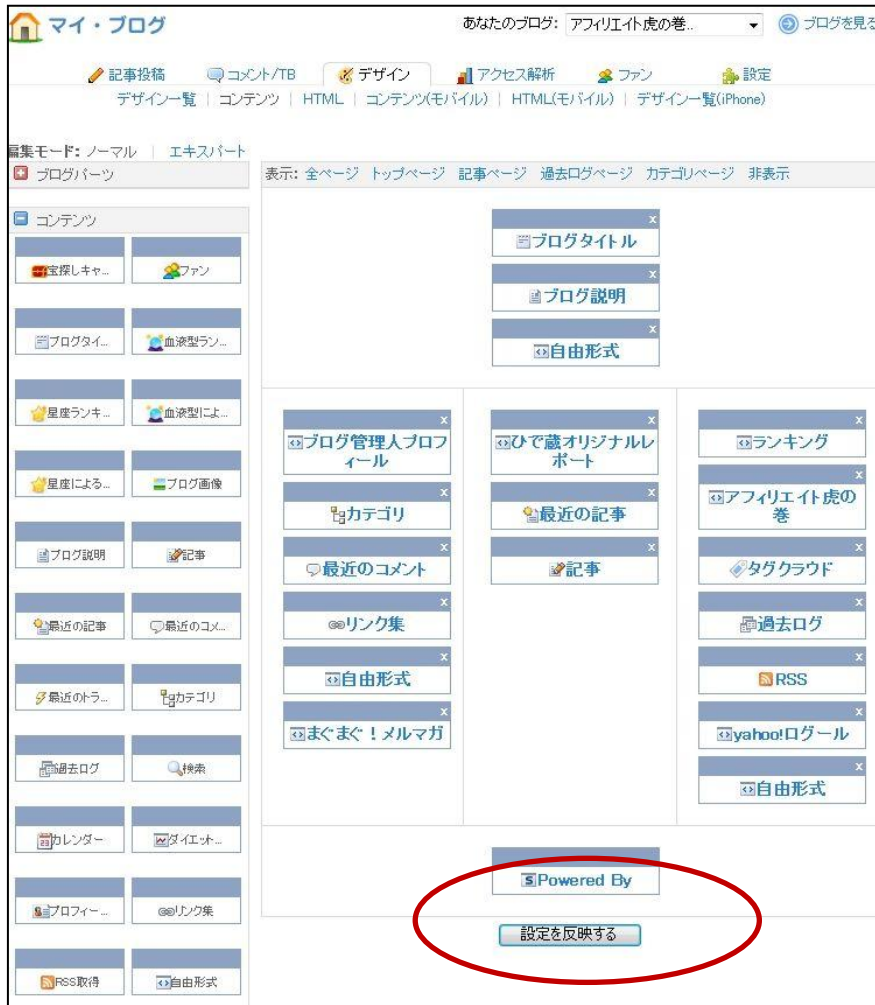 マイ・ブログ
あなたのブログ: アフィリエイト虎の巻..
ブログを見る
記事投稿 コメント/TB デザイン アクセス解析 ファン 設定
デザイン一覧 | コンテンツ | HTML | コンテンツ(モバイル) | HTML(モバイル) | デザイン一覧(iPhone)
編集モード: ノーマル | エキスパート
ブログパーツ
コンテンツ
宝探しキャ... ファン
ブログタイ... 血液型ラン...
星座ランキ... 血液型によ...
星座による... ブログ画像
ブログ説明 記事
最近の記事 最近のコメ...
最近のトラ... カテゴリ
過去ログ 検索
カレンダー ダイエット...
プロフィー... リンク集
RSS取得 自由形式
表示: 全ページ トップページ 記事ページ 過去ログページ カテゴリページ 非表示
x
ブログタイトル
x
ブログ説明
x
自由形式
x
ブログ管理人プロフ
ィール
x
カテゴリ
x
最近のコメント
x
リンク集
x
自由形式
x
まぐまぐ！メルマガ
x
ひで蔵オリジナルレ
ポート
x
最近の記事
x
記事
x
ランキング
x
アフィリエイト虎の
巻
x
タグクラウド
x
過去ログ
x
RSS
x
yahoo!ログール
x
自由形式
Powered By
設定を反映する